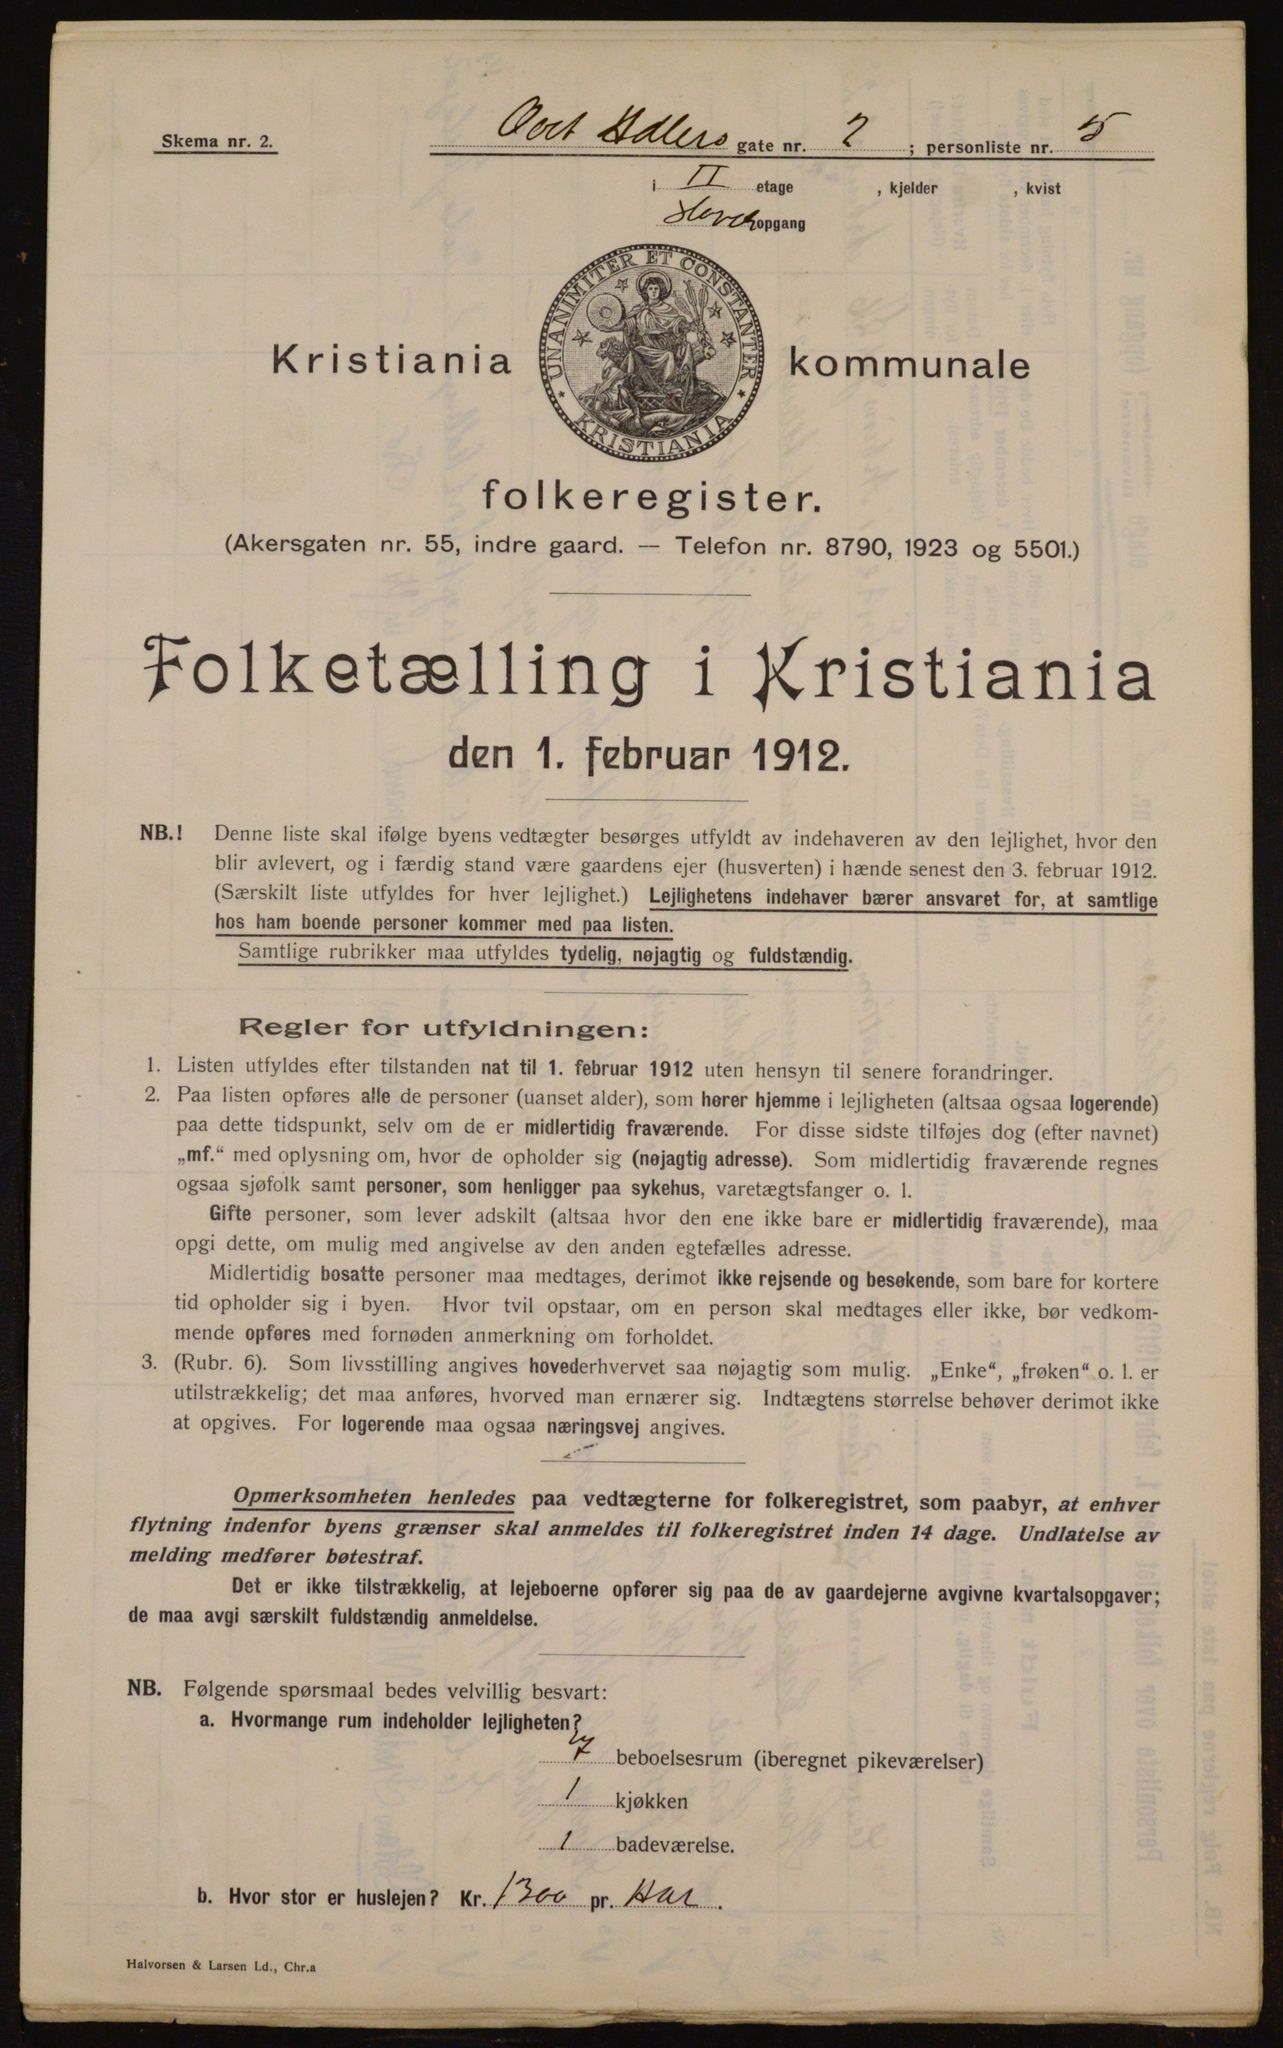 Skema nr. 2.
Cort Adlers gate nr. 2 ; personliste nr. 5
i II etage , kjelder , kvist
Hoved opgang
UNANIMITER ET CONSTANTER
KRISTIANIA
Kristiania kommunale
folkeregister.
(Akersgaten nr. 55, indre gaard. — Telefon nr. 8790, 1923 og 5501.)
Folketælling i Kristiania
den 1. februar 1912.
NB.! Denne liste skal ifølge byens vedtægter besørges utfyldt av indehaveren av den lejlighet, hvor den
blir avlevert, og i færdig stand være gaardens ejer (husverten) i hænde senest den 3. februar 1912.
(Særskilt liste utfyldes for hver lejlighet.) Lejlighetens indehaver bærer ansvaret for, at samtlige
hos ham boende personer kommer med paa listen.
Samtlige rubrikker maa utfyldes tydelig, nøjagtig og fuldstændig.
Regler for utfyldningen:
1. Listen utfyldes efter tilstanden nat til 1. februar 1912 uten hensyn til senere forandringer.
2. Paa listen opføres alle de personer (uanset alder), som hører hjemme i lejligheten (altsaa ogsaa logerende)
paa dette tidspunkt, selv om de er midlertidig fraværende. For disse sidste tilføjes dog (efter navnet)
„mf.“ med oplysning om, hvor de opholder sig (nøjagtig adresse). Som midlertidig fraværende regnes
ogsaa sjøfolk samt personer, som henligger paa sykehus, varetægtsfanger o. l.
Gifte personer, som lever adskilt (altsaa hvor den ene ikke bare er midlertidig fraværende), maa
opgi dette, om mulig med angivelse av den anden egtefælles adresse.
Midlertidig bosatte personer maa medtages, derimot ikke rejsende og besøkende, som bare for kortere
tid opholder sig i byen. Hvor tvil opstaar, om en person skal medtages eller ikke, bør vedkom-
mende opføres med fornøden anmerkning om forholdet.
3. (Rubr. 6). Som livsstilling angives hovederhvervet saa nøjagtig som mulig. „Enke“, „frøken“ o. l. er
utilstrækkelig; det maa anføres, hvorved man ernærer sig. Indtægtens størrelse behøver derimot ikke
at opgives. For logerende maa ogsaa næringsvej angives.
Opmerksomheten henledes paa vedtægterne for folkeregistret, som paabyr, at enhver
flytning indenfor byens grænser skal anmeldes til folkeregistret inden 14 dage. Undlatelse av
melding medfører bøtestraf.
Det er ikke tilstrækkelig, at lejeboerne opfører sig paa de av gaardejerne avgivne kvartalsopgaver;
de maa avgi særskilt fuldstændig anmeldelse.
NB. Følgende spørsmaal bedes velvillig besvart:
a. Hvormange rum indeholder lejligheten?
7 beboelsesrum (iberegnet pikeværelser)
1 kjøkken
1 badeværelse.
b. Hvor stor er huslejen? Kr. 1300 pr. Aar.
Halvorsen & Larsen Ld., Chr.a